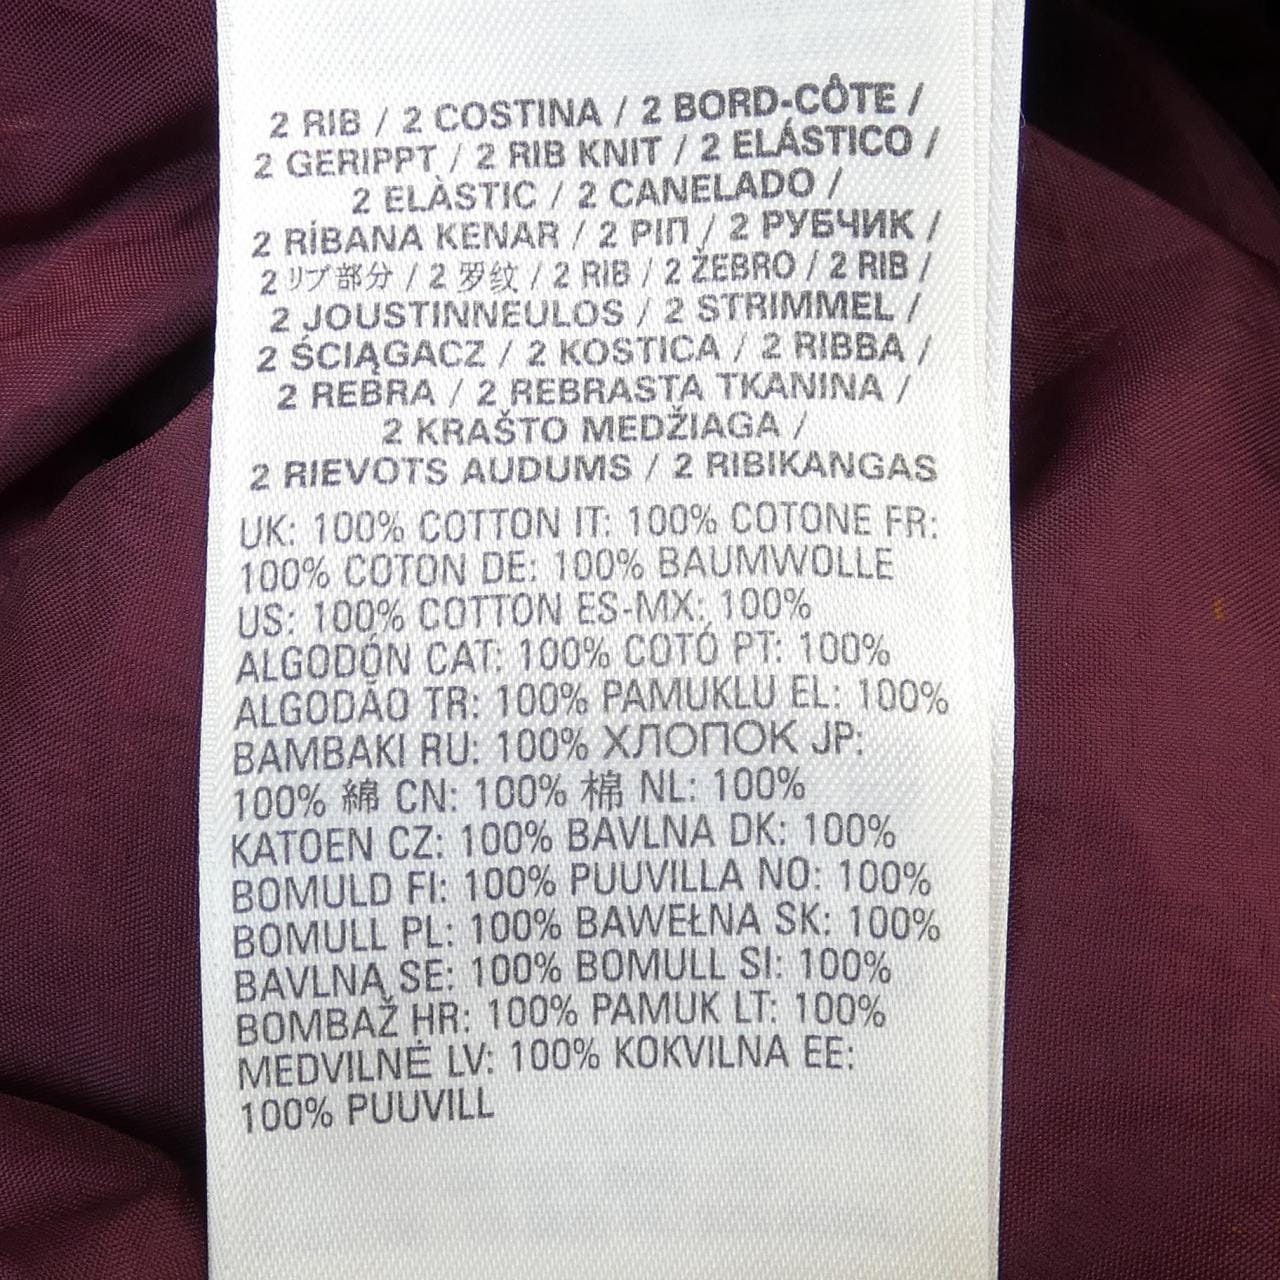 2 RIB / 2 COSTINA / 2 BORD-CÔTE /
2 GERIPPT / 2 RIB KNIT / 2 ELÁSTICO /
2 ELÀSTIC / 2 CANELADO /
2 RİBANA KENAR / 2 ΡΙΠ / 2 РУБЧИК /
2 リブ部分 / 2 罗纹 / 2 RIB / 2 ŽEBRO / 2 RIB /
2 JOUSTINNEULOS / 2 STRIMMEL /
2 ŚCIĄGACZ / 2 KOSTICA / 2 RIBBA /
2 REBRA / 2 REBRASTA TKANINA /
2 KRAŠTO MEDŽIAGA /
2 RIEVOTS AUDUMS / 2 RIBIKANGAS
UK: 100% COTTON IT: 100% COTONE FR:
100% COTON DE: 100% BAUMWOLLE
US: 100% COTTON ES-MX: 100%
ALGODÓN CAT: 100% COTÓ PT: 100%
ALGODÃO TR: 100% PAMUKLU EL: 100%
BAMBAKI RU: 100% ХЛОПОК JP:
100% 綿 CN: 100% 棉 NL: 100%
KATOEN CZ: 100% BAVLNA DK: 100%
BOMULD FI: 100% PUUVILLA NO: 100%
BOMULL PL: 100% BAWEŁNA SK: 100%
BAVLNA SE: 100% BOMULL SI: 100%
BOMBAŽ HR: 100% PAMUK LT: 100%
MEDVILNĖ LV: 100% KOKVILNA EE:
100% PUUVILL